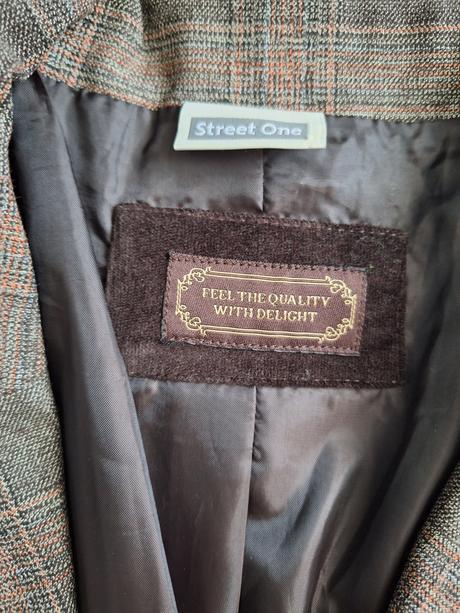 Street One
FEEL THE QUALITY
WITH DELIGHT